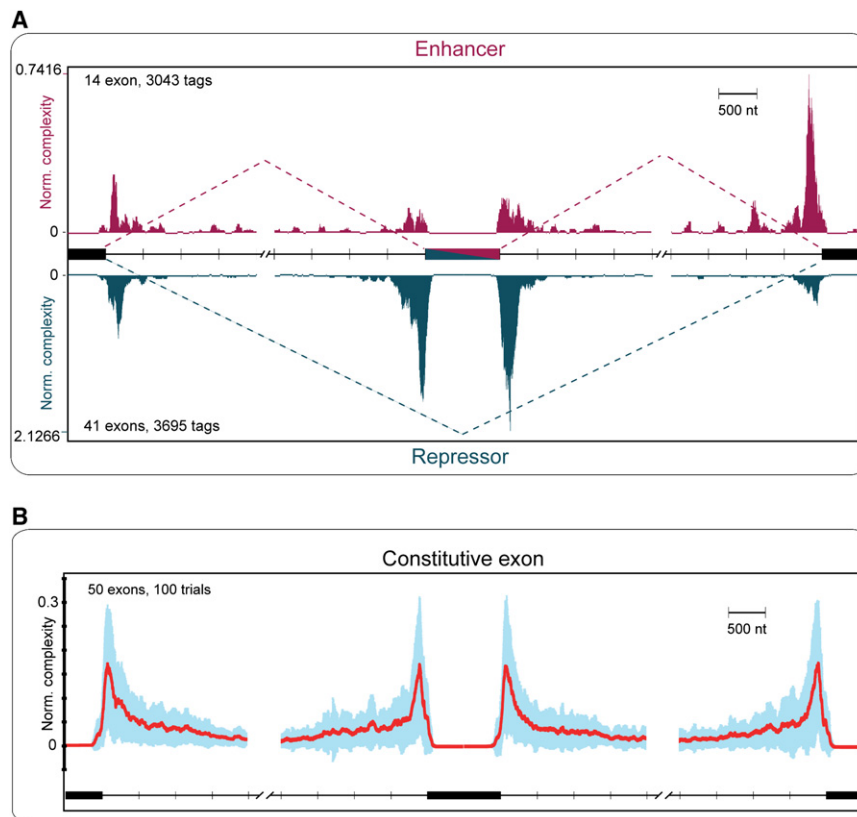 A
Enhancer
0.7416
14 exon, 3043 tags
500 nt
Norm. complexity
0
0
Norm. complexity
41 exons, 3695 tags
2.1266
Repressor
B
Constitutive exon
50 exons, 100 trials
0.3
500 nt
Norm. complexity
0